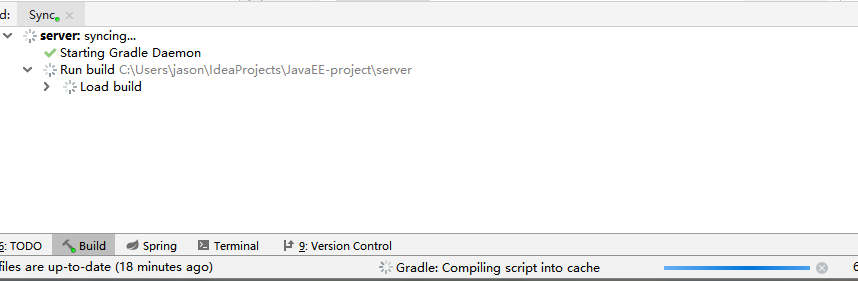 d: Sync
server: syncing...
Starting Gradle Daemon
Run build C:\Users\jason\IdeaProjects\JavaEE-project\server
Load build
6: TODO Build Spring Terminal 9: Version Control
files are up-to-date (18 minutes ago) Gradle: Compiling script into cache 6